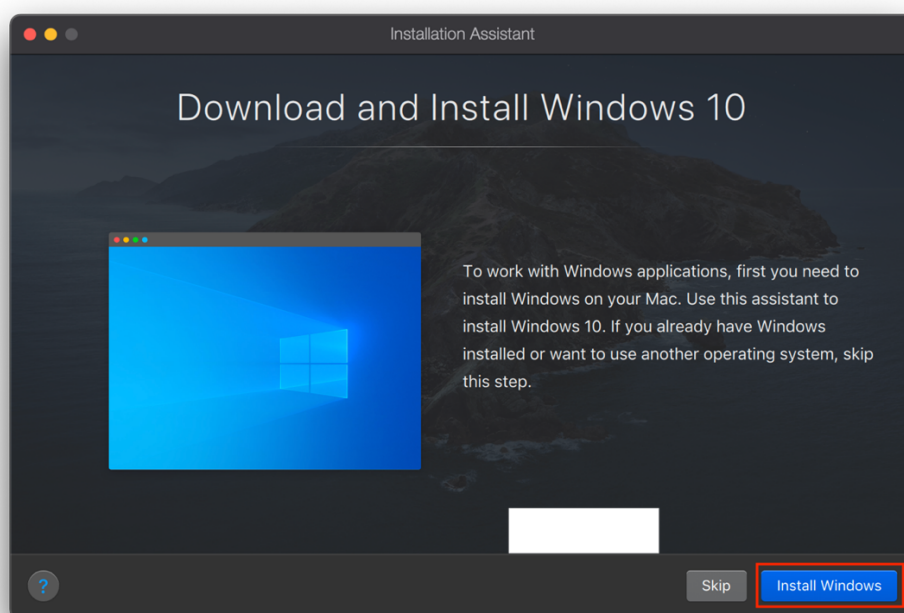 Installation Assistant
Download and Install Windows 10
To work with Windows applications, first you need to
install Windows on your Mac. Use this assistant to
install Windows 10. If you already have Windows
installed or want to use another operating system, skip
this step.
?
Skip
Install Windows